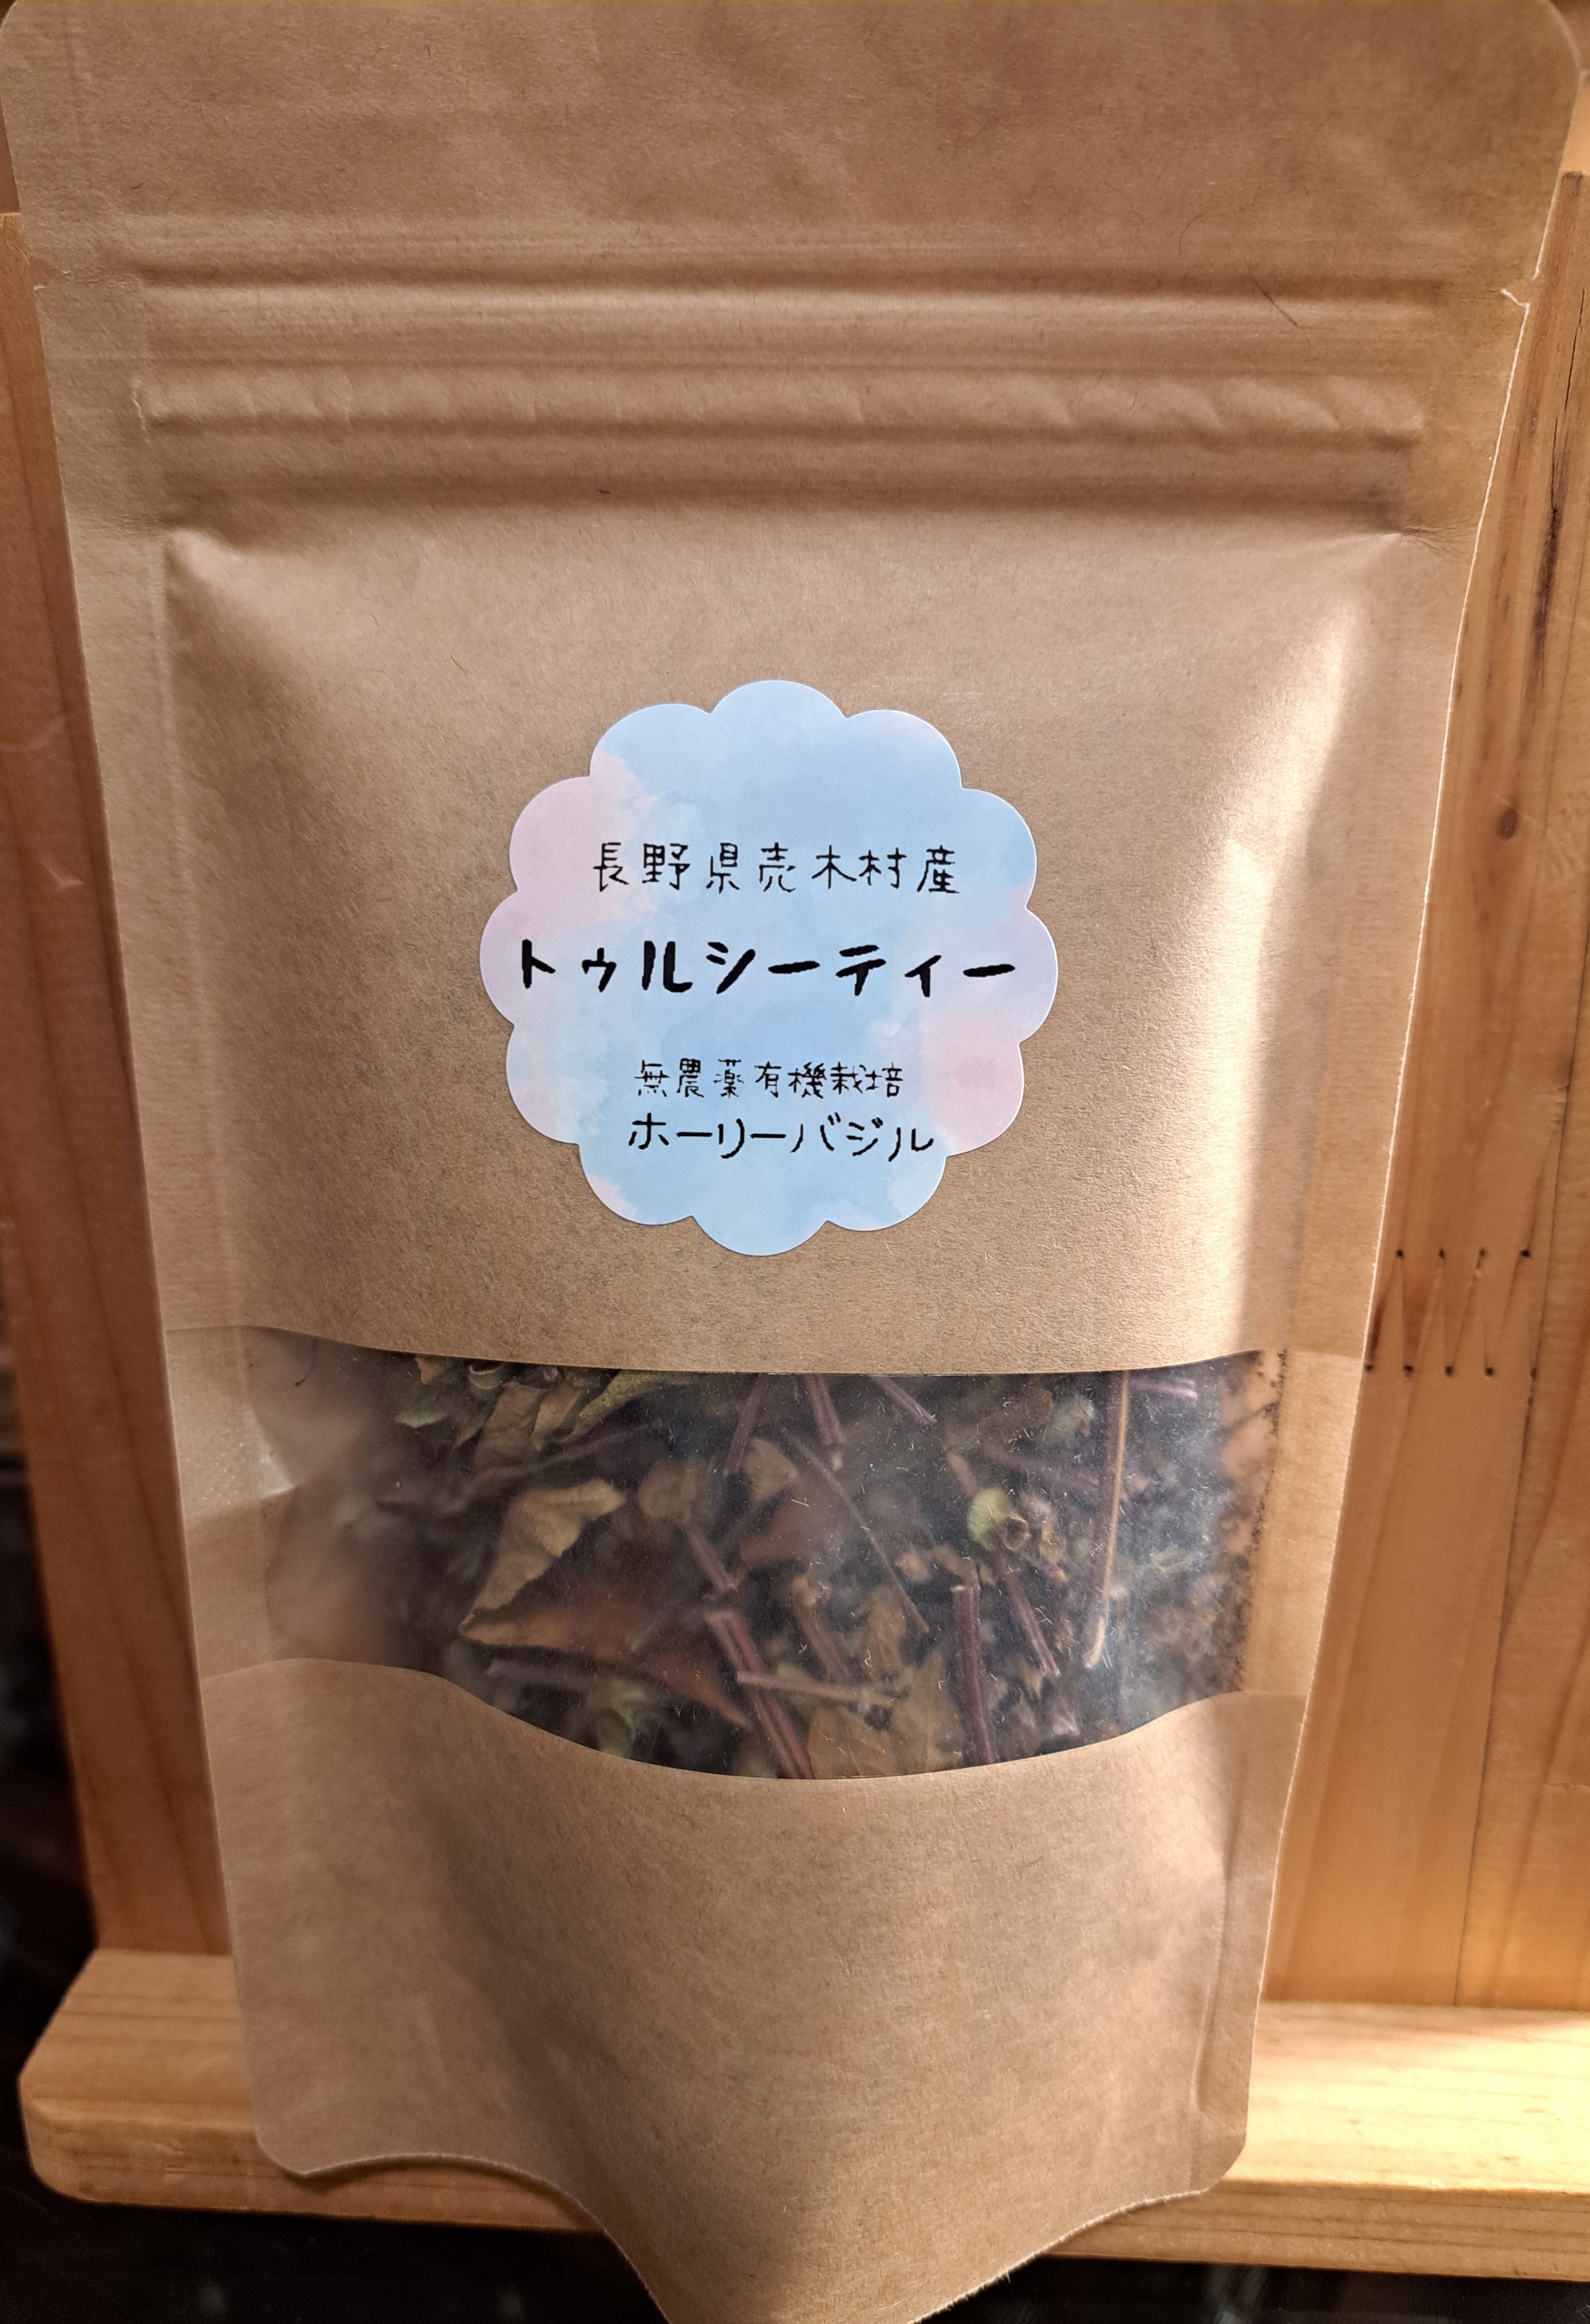 長野県売木村産
トゥルシーティー
無農薬有機栽培
ホーリーバジル